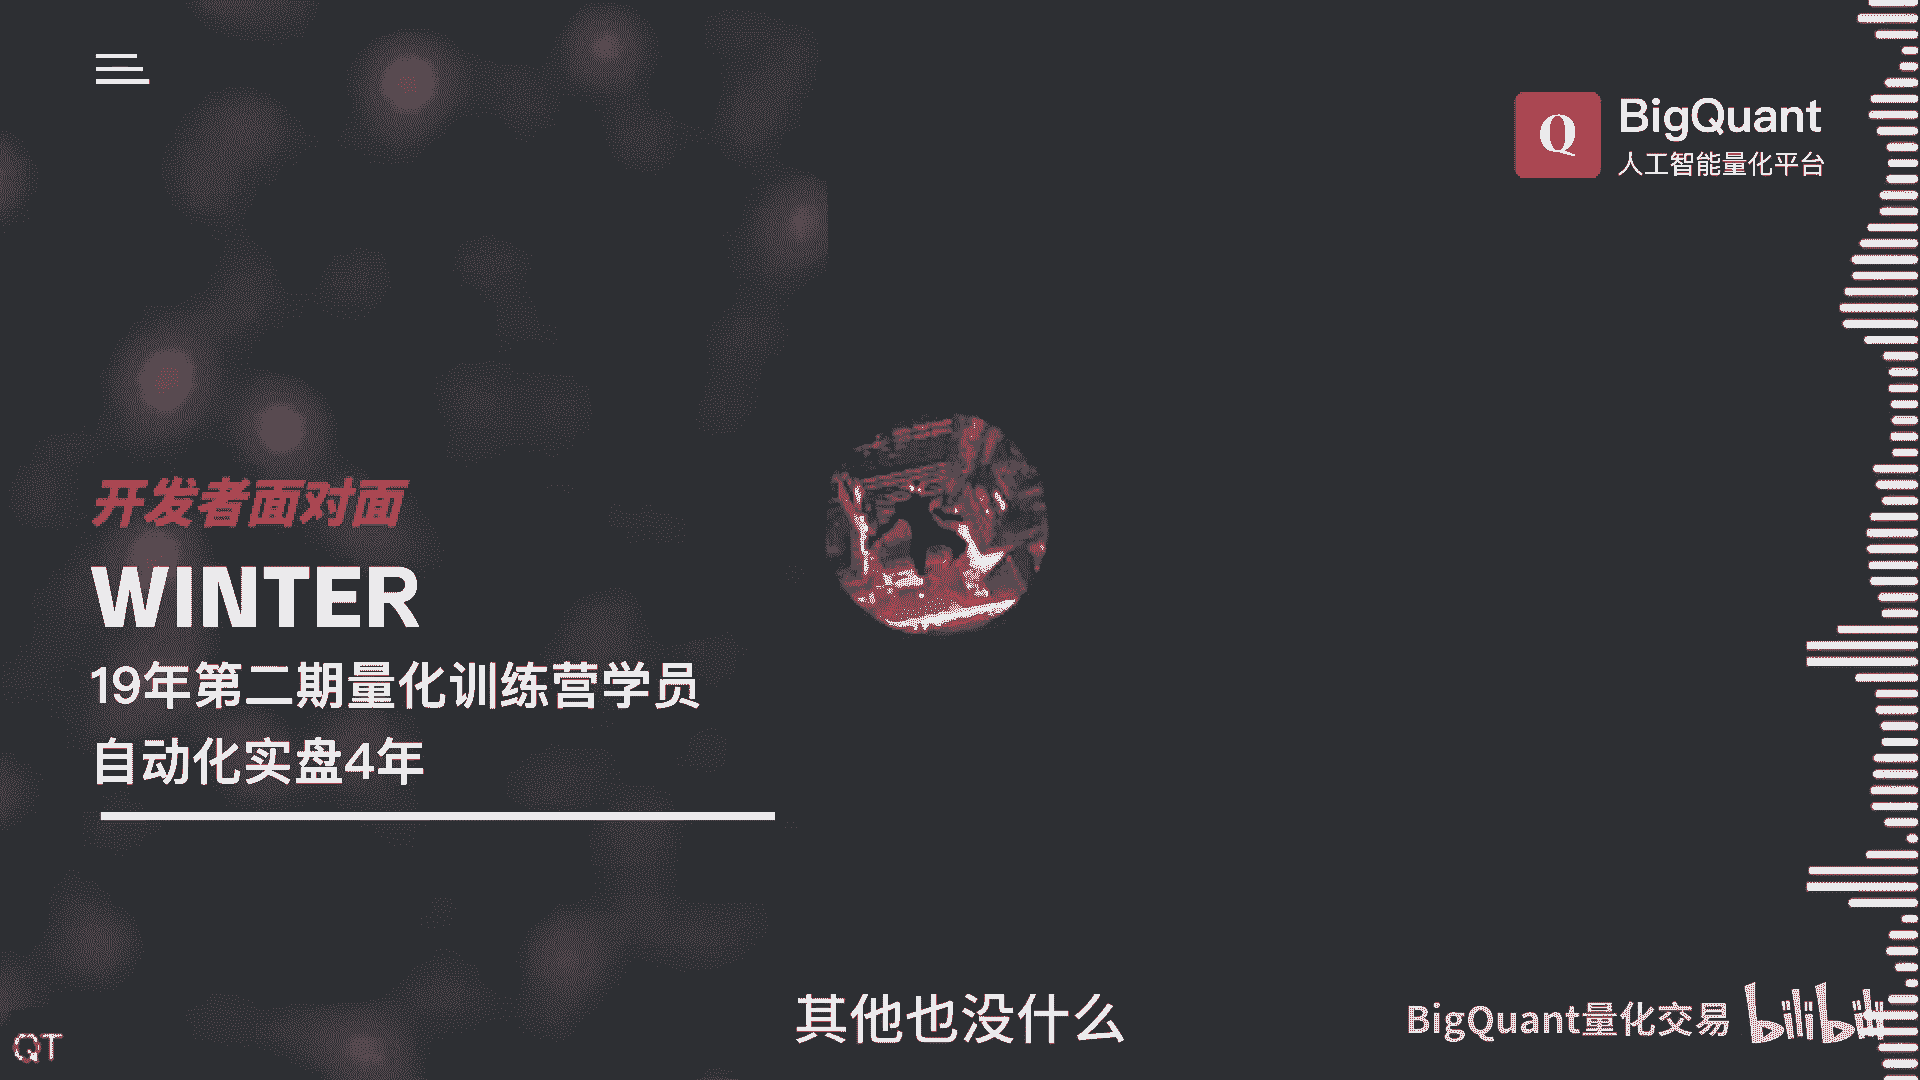 Q
BigQuant
人工智能量化平台
开发者面对面
WINTER
19年第二期量化训练营学员
自动化实盘4年
其他也没什么
BigQuant量化交易 bilibili
QT